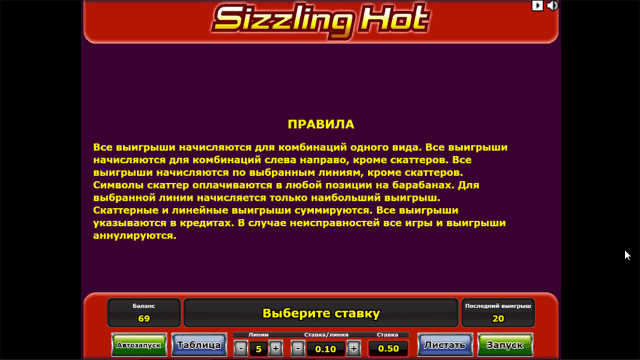 Sizzling Hot
ПРАВИЛА
Все выигрыши начисляются для комбинаций одного вида. Все выигрыши
начисляются для комбинаций слева направо, кроме скаттеров. Все
выигрыши начисляются по выбранным линиям, кроме скаттеров.
Символы скаттер оплачиваются в любой позиции на барабанах. Для
выбранной линии начисляется только наибольший выигрыш.
Скаттерные и линейные выигрыши суммируются. Все выигрыши
указываются в кредитах. В случае неисправностей все игры и выигрыши
аннулируются.
Баланс
69
Выберите ставку
Последний выигрыш
20
Автозапуск
Таблица
Линии
- 5 +
Ставка/линия
- 0.10 +
Ставка
0.50
Листать
Запуск